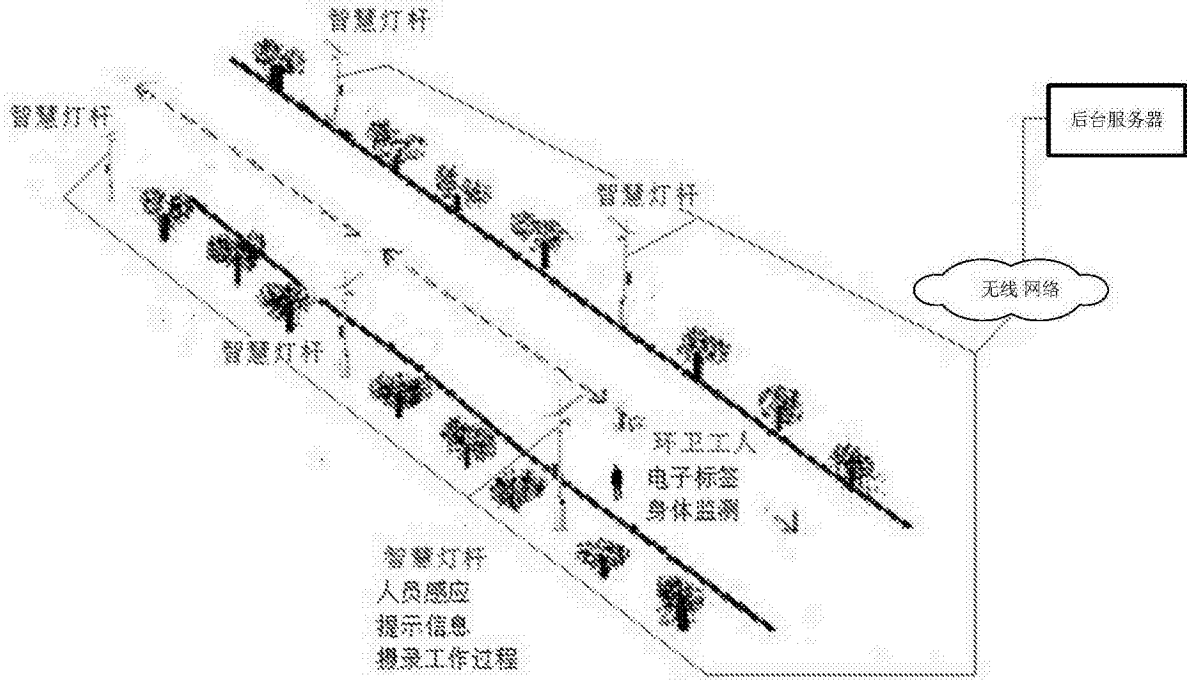 智慧灯杆
智慧灯杆
后台服务器
智慧灯杆
无线网络
智慧灯杆
环卫工人
电子标签
身体监测
智慧灯杆
人员感应
提示信息
摄录工作过程